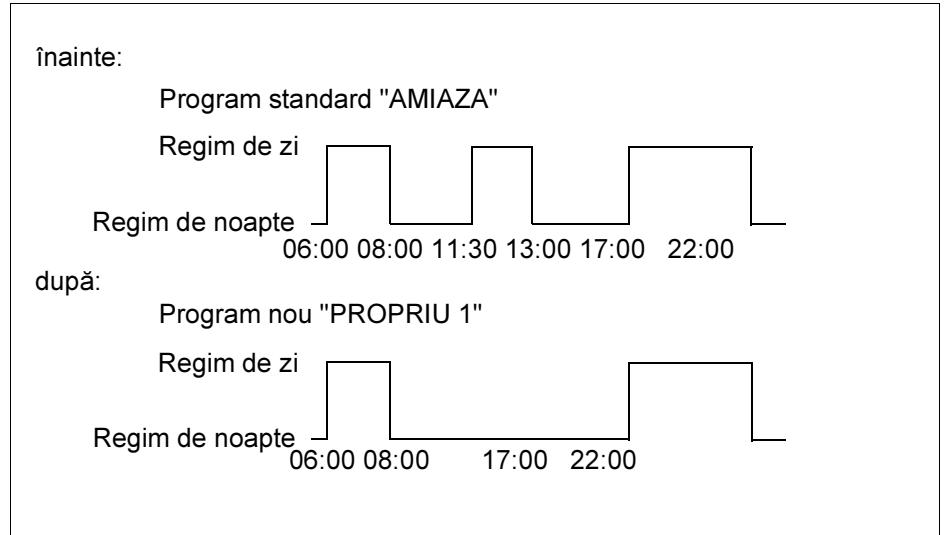 înainte:
Program standard "AMIAZA"
Regim de zi
Regim de noapte
06:00 08:00 11:30 13:00 17:00 22:00
după:
Program nou "PROPRIU 1"
Regim de zi
Regim de noapte
06:00 08:00 17:00 22:00